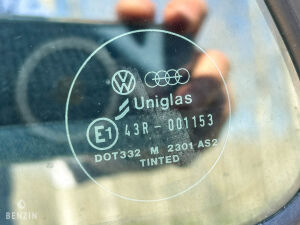 Uniglas
E1 43R-001153
DOT332 M 2301 AS2
TINTED
BENZIN